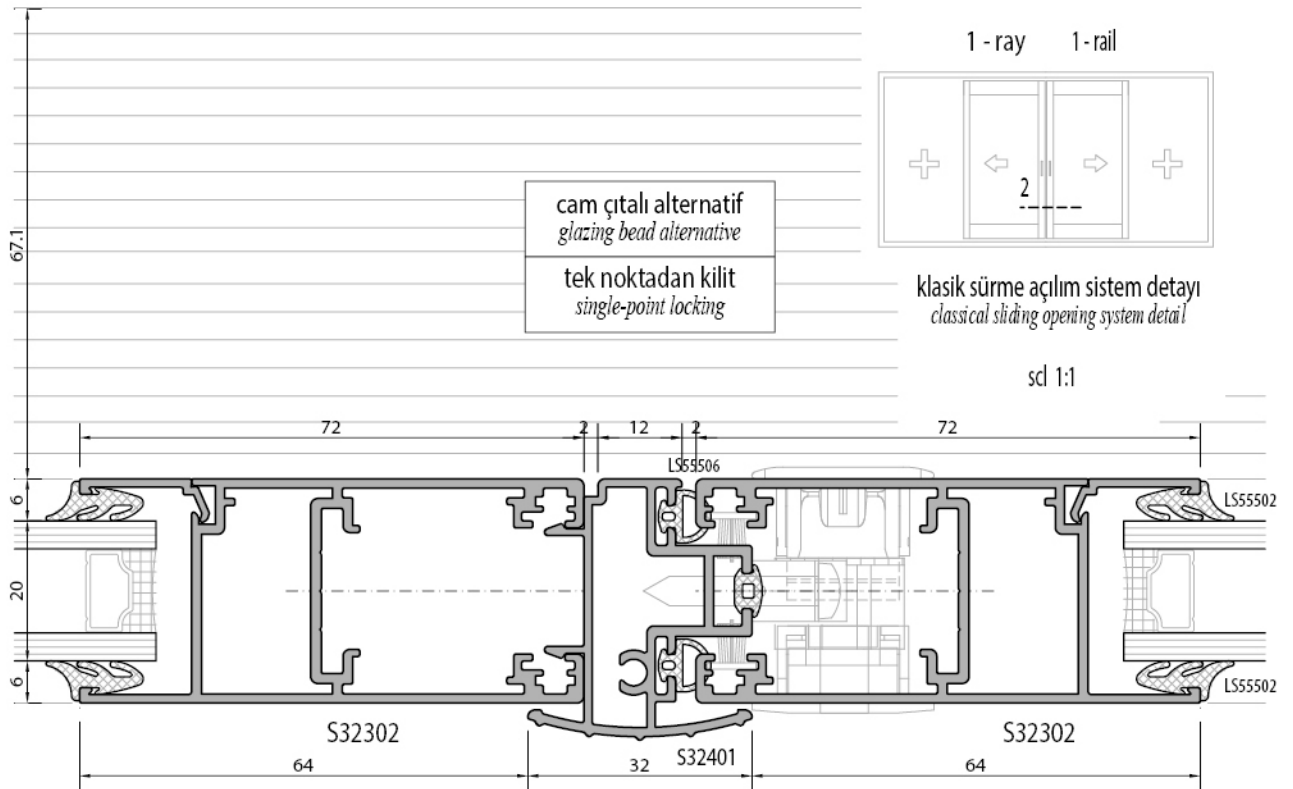 1 - ray 1 - rail
2
cam çıtalı alternatif
glazing bead alternative
tek noktadan kilit
single-point locking
klasik sürme açılım sistem detayı
classical sliding opening system detail
scl 1:1
67.1
72 2 12 2 72
LS55506
6
LS55502
20
6
LS55502
S32302
S32302
S32401
64 32 64